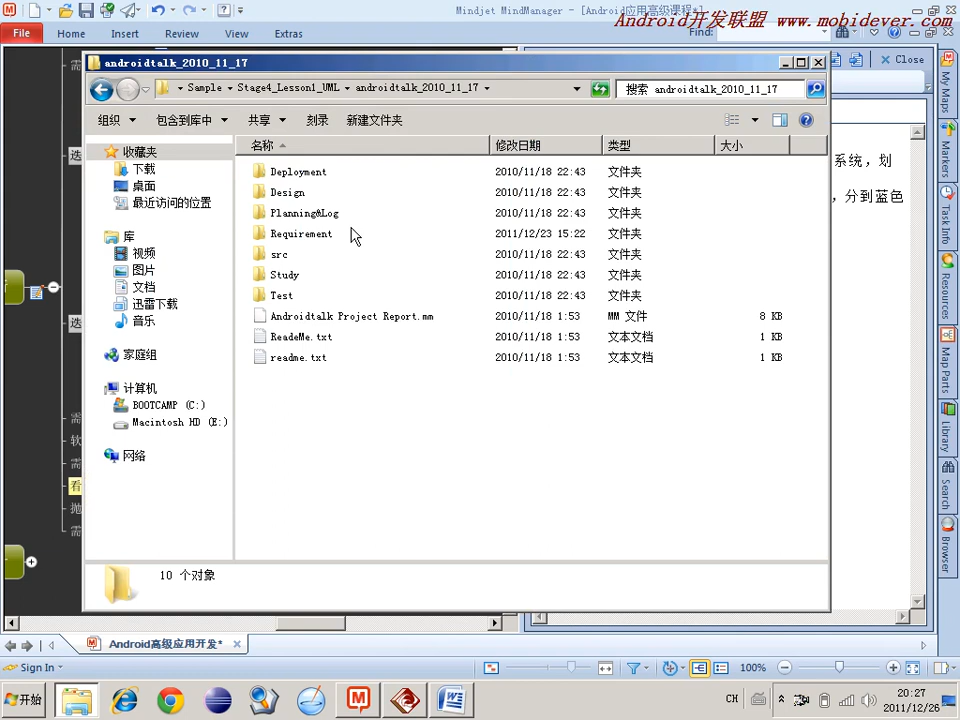 Mindjet MindManager - [Android应用高级课程*]
Android开发联盟 www.mobidever.com
File Home Insert Review View Extras Find:
androidtalk_2010_11_17
Close
Sample Stage4_Lesson1_UML androidtalk_2010_11_17
搜索 androidtalk_2010_11_17
组织 包含到库中 共享 刻录 新建文件夹
收藏夹
下载
桌面
最近访问的位置
库
视频
图片
文档
迅雷下载
音乐
家庭组
计算机
BOOTCAMP (C:)
Macintosh HD (E:)
网络
名称 修改日期 类型 大小
Deployment 2010/11/18 22:43 文件夹
Design 2010/11/18 22:43 文件夹
Planning&Log 2010/11/18 22:43 文件夹
Requirement 2011/12/23 15:22 文件夹
src 2010/11/18 22:43 文件夹
Study 2010/11/18 22:43 文件夹
Test 2010/11/18 22:43 文件夹
Androidtalk Project Report.mm 2010/11/18 1:53 MM 文件 8 KB
ReadeMe.txt 2010/11/18 1:53 文本文档 1 KB
readme.txt 2010/11/18 1:53 文本文档 1 KB
10 个对象
需
迭
迭
需
软
需
看
抛
需
系统，划
，分到蓝色
My Maps
Markers
Task Info
Resources
Map Parts
Library
Search
Browser
Android高级应用开发*
Sign In
100%
开始
CH
20:27
2011/12/26